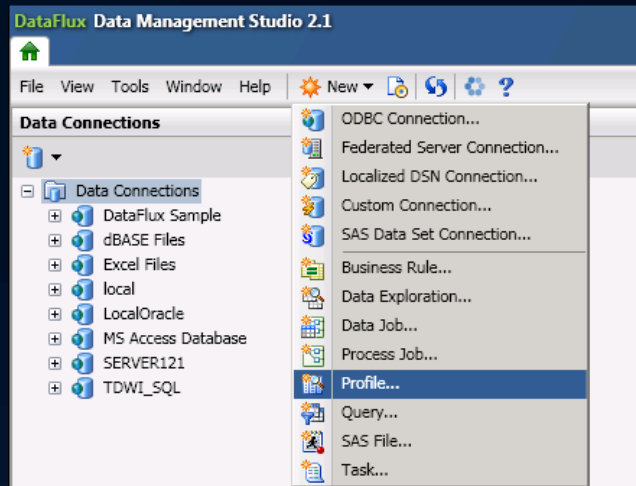 DataFlux Data Management Studio 2.1
File View Tools Window Help New
Data Connections
Data Connections
DataFlux Sample
dBASE Files
Excel Files
local
LocalOracle
MS Access Database
SERVER121
TDWI_SQL
ODBC Connection...
Federated Server Connection...
Localized DSN Connection...
Custom Connection...
SAS Data Set Connection...
Business Rule...
Data Exploration...
Data Job...
Process Job...
Profile...
Query...
SAS File...
Task...